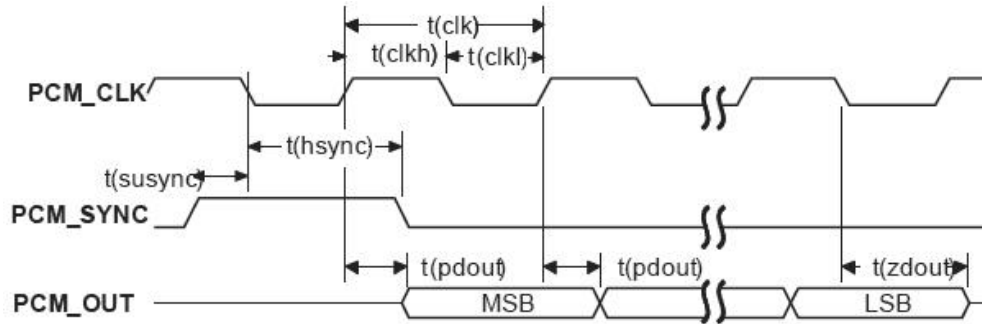 t(clk)
t(clkh) t(clkl)
PCM_CLK
t(hsync)
t(susync)
PCM_SYNC
t(pdout) t(pdout) t(zdout)
PCM_OUT MSB LSB